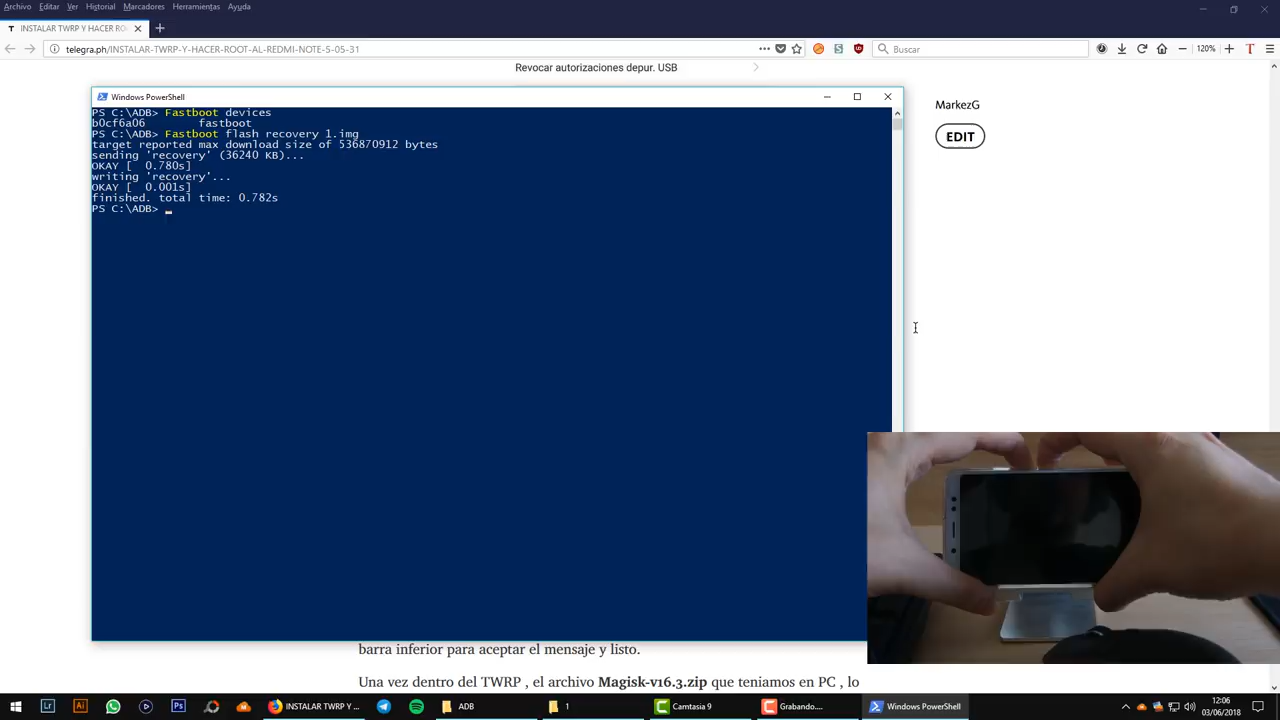 Archivo Editar Ver Historial Marcadores Herramientas Ayuda
T INSTALAR TWRP Y HACER RO
telegra.ph/INSTALAR-TWRP-Y-HACER-ROOT-AL-REDMI-NOTE-5-05-31
Buscar
120%
T
Revocar autorizaciones depur. USB
Windows PowerShell
PS C:\ADB> Fastboot devices
b0cf6a06 fastboot
PS C:\ADB> Fastboot flash recovery 1.img
target reported max download size of 536870912 bytes
sending 'recovery' (36240 KB)...
OKAY [ 0.780s]
writing 'recovery'...
OKAY [ 0.001s]
finished. total time: 0.782s
PS C:\ADB> _
MarkezG
EDIT
barra inferior para aceptar el mensaje y listo.
Una vez dentro del TWRP , el archivo Magisk-v16.3.zip que teniamos en PC , lo
Lr
Ai
Ps
INSTALAR TWRP Y ...
ADB
1
Camtasia 9
Grabando....
Windows PowerShell
12:06
03/06/2018